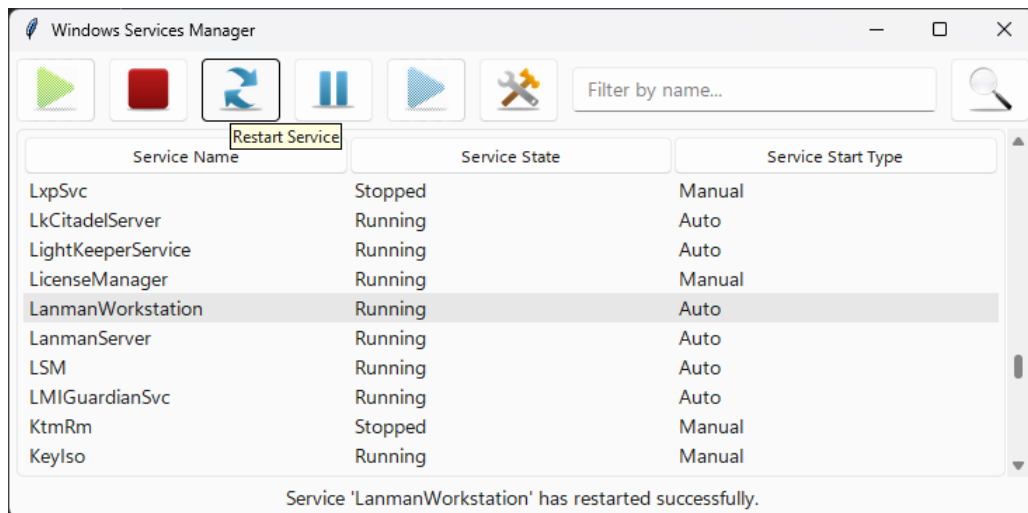 Windows Services Manager
Filter by name...
Restart Service
Service Name Service State Service Start Type
LxpSvc Stopped Manual
LkCitadelServer Running Auto
LightKeeperService Running Auto
LicenseManager Running Manual
LanmanWorkstation Running Auto
LanmanServer Running Auto
LSM Running Auto
LMIGuardianSvc Running Auto
KtmRm Stopped Manual
KeyIso Running Manual
Service 'LanmanWorkstation' has restarted successfully.